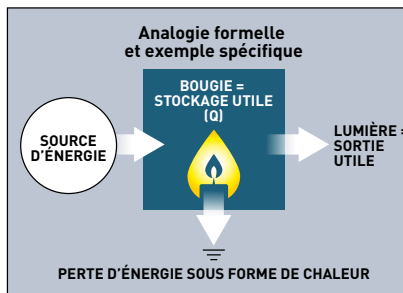 Analogie formelle
et exemple spécifique
BOUGIE =
STOCKAGE UTILE
(Q)
SOURCE
D'ÉNERGIE
LUMIÈRE =
SORTIE
UTILE
PERTE D'ÉNERGIE SOUS FORME DE CHALEUR